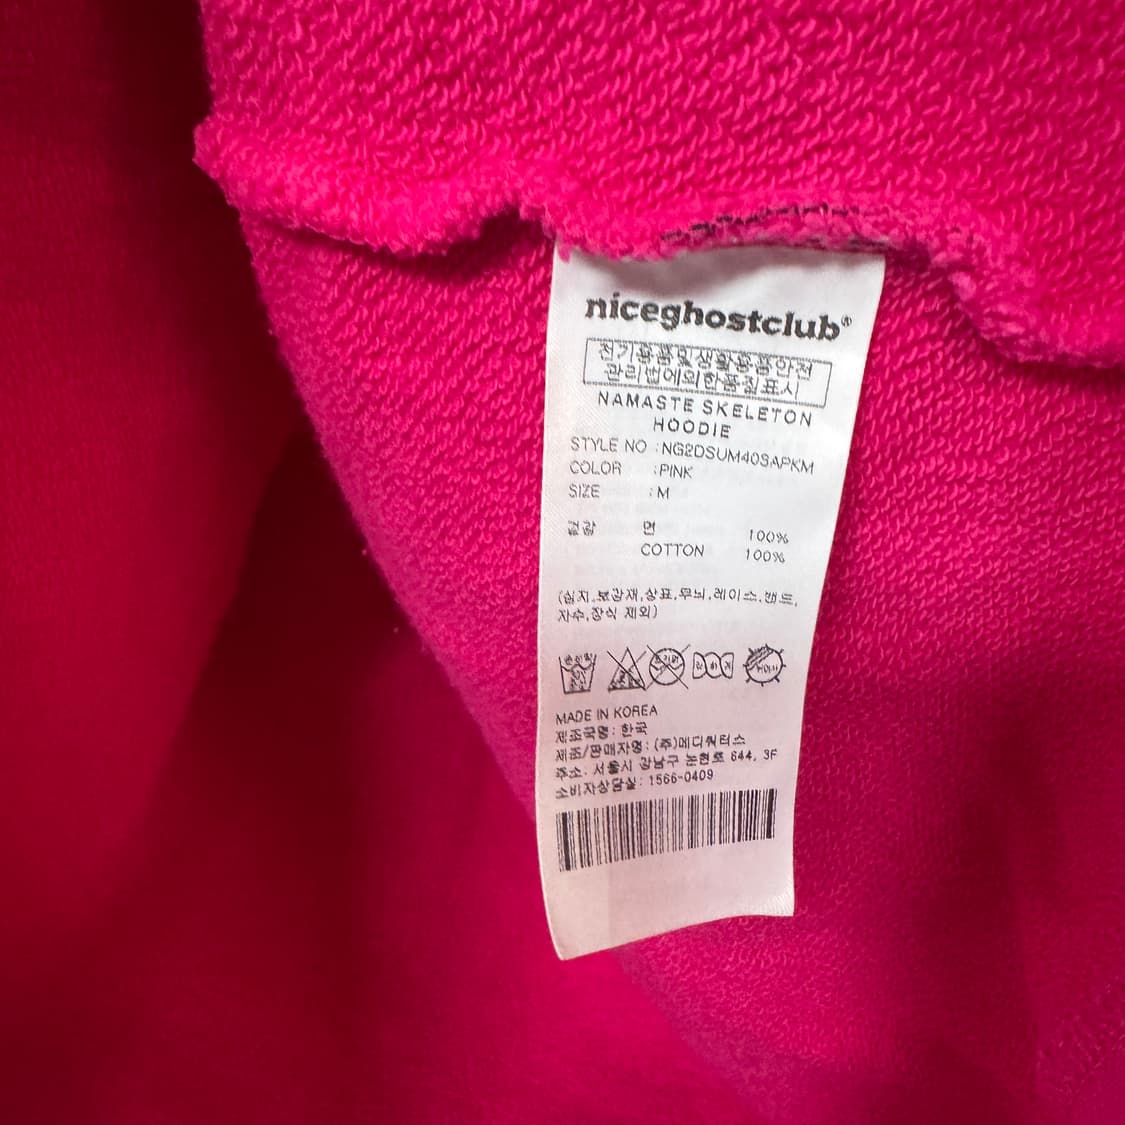 niceghostclub®
전기용품및생활용품안전
관리법에의한품질표시
NAMASTE SKELETON
HOODIE
STYLE NO :NG2DSUM40SAPKM
COLOR :PINK
SIZE :M
겉감 면 100%
COTTON 100%
(심지,보강재,상표,무늬,레이스,밴드,
자수,장식 제외)
MADE IN KOREA
제조국명: 한국
제조/판매자명: (주)메디쿼터스
주소: 서울시 강남구 논현로 644, 3F
소비자상담실: 1566-0409